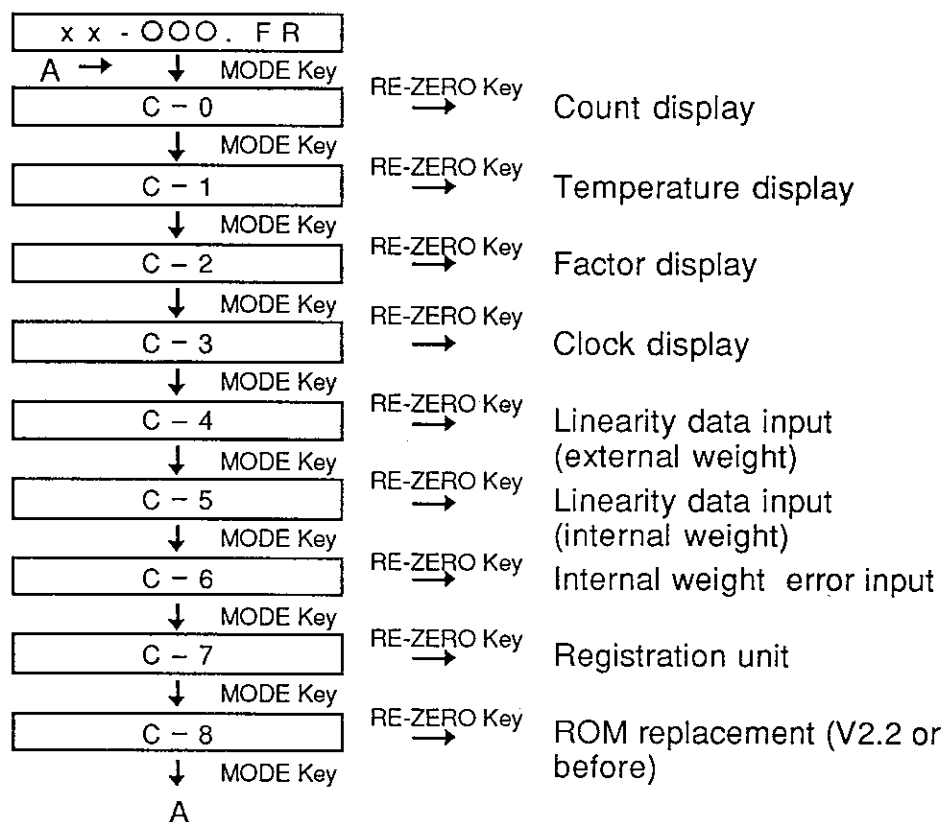 x x - OOO. F R
A → ↓ MODE Key
C – 0 RE-ZERO Key → Count display
↓ MODE Key
C – 1 RE-ZERO Key → Temperature display
↓ MODE Key
C – 2 RE-ZERO Key → Factor display
↓ MODE Key
C – 3 RE-ZERO Key → Clock display
↓ MODE Key
C – 4 RE-ZERO Key → Linearity data input
(external weight)
↓ MODE Key
C – 5 RE-ZERO Key → Linearity data input
(internal weight)
↓ MODE Key
C – 6 RE-ZERO Key → Internal weight error input
↓ MODE Key
C – 7 RE-ZERO Key → Registration unit
↓ MODE Key
C – 8 RE-ZERO Key → ROM replacement (V2.2 or
before)
↓ MODE Key
A